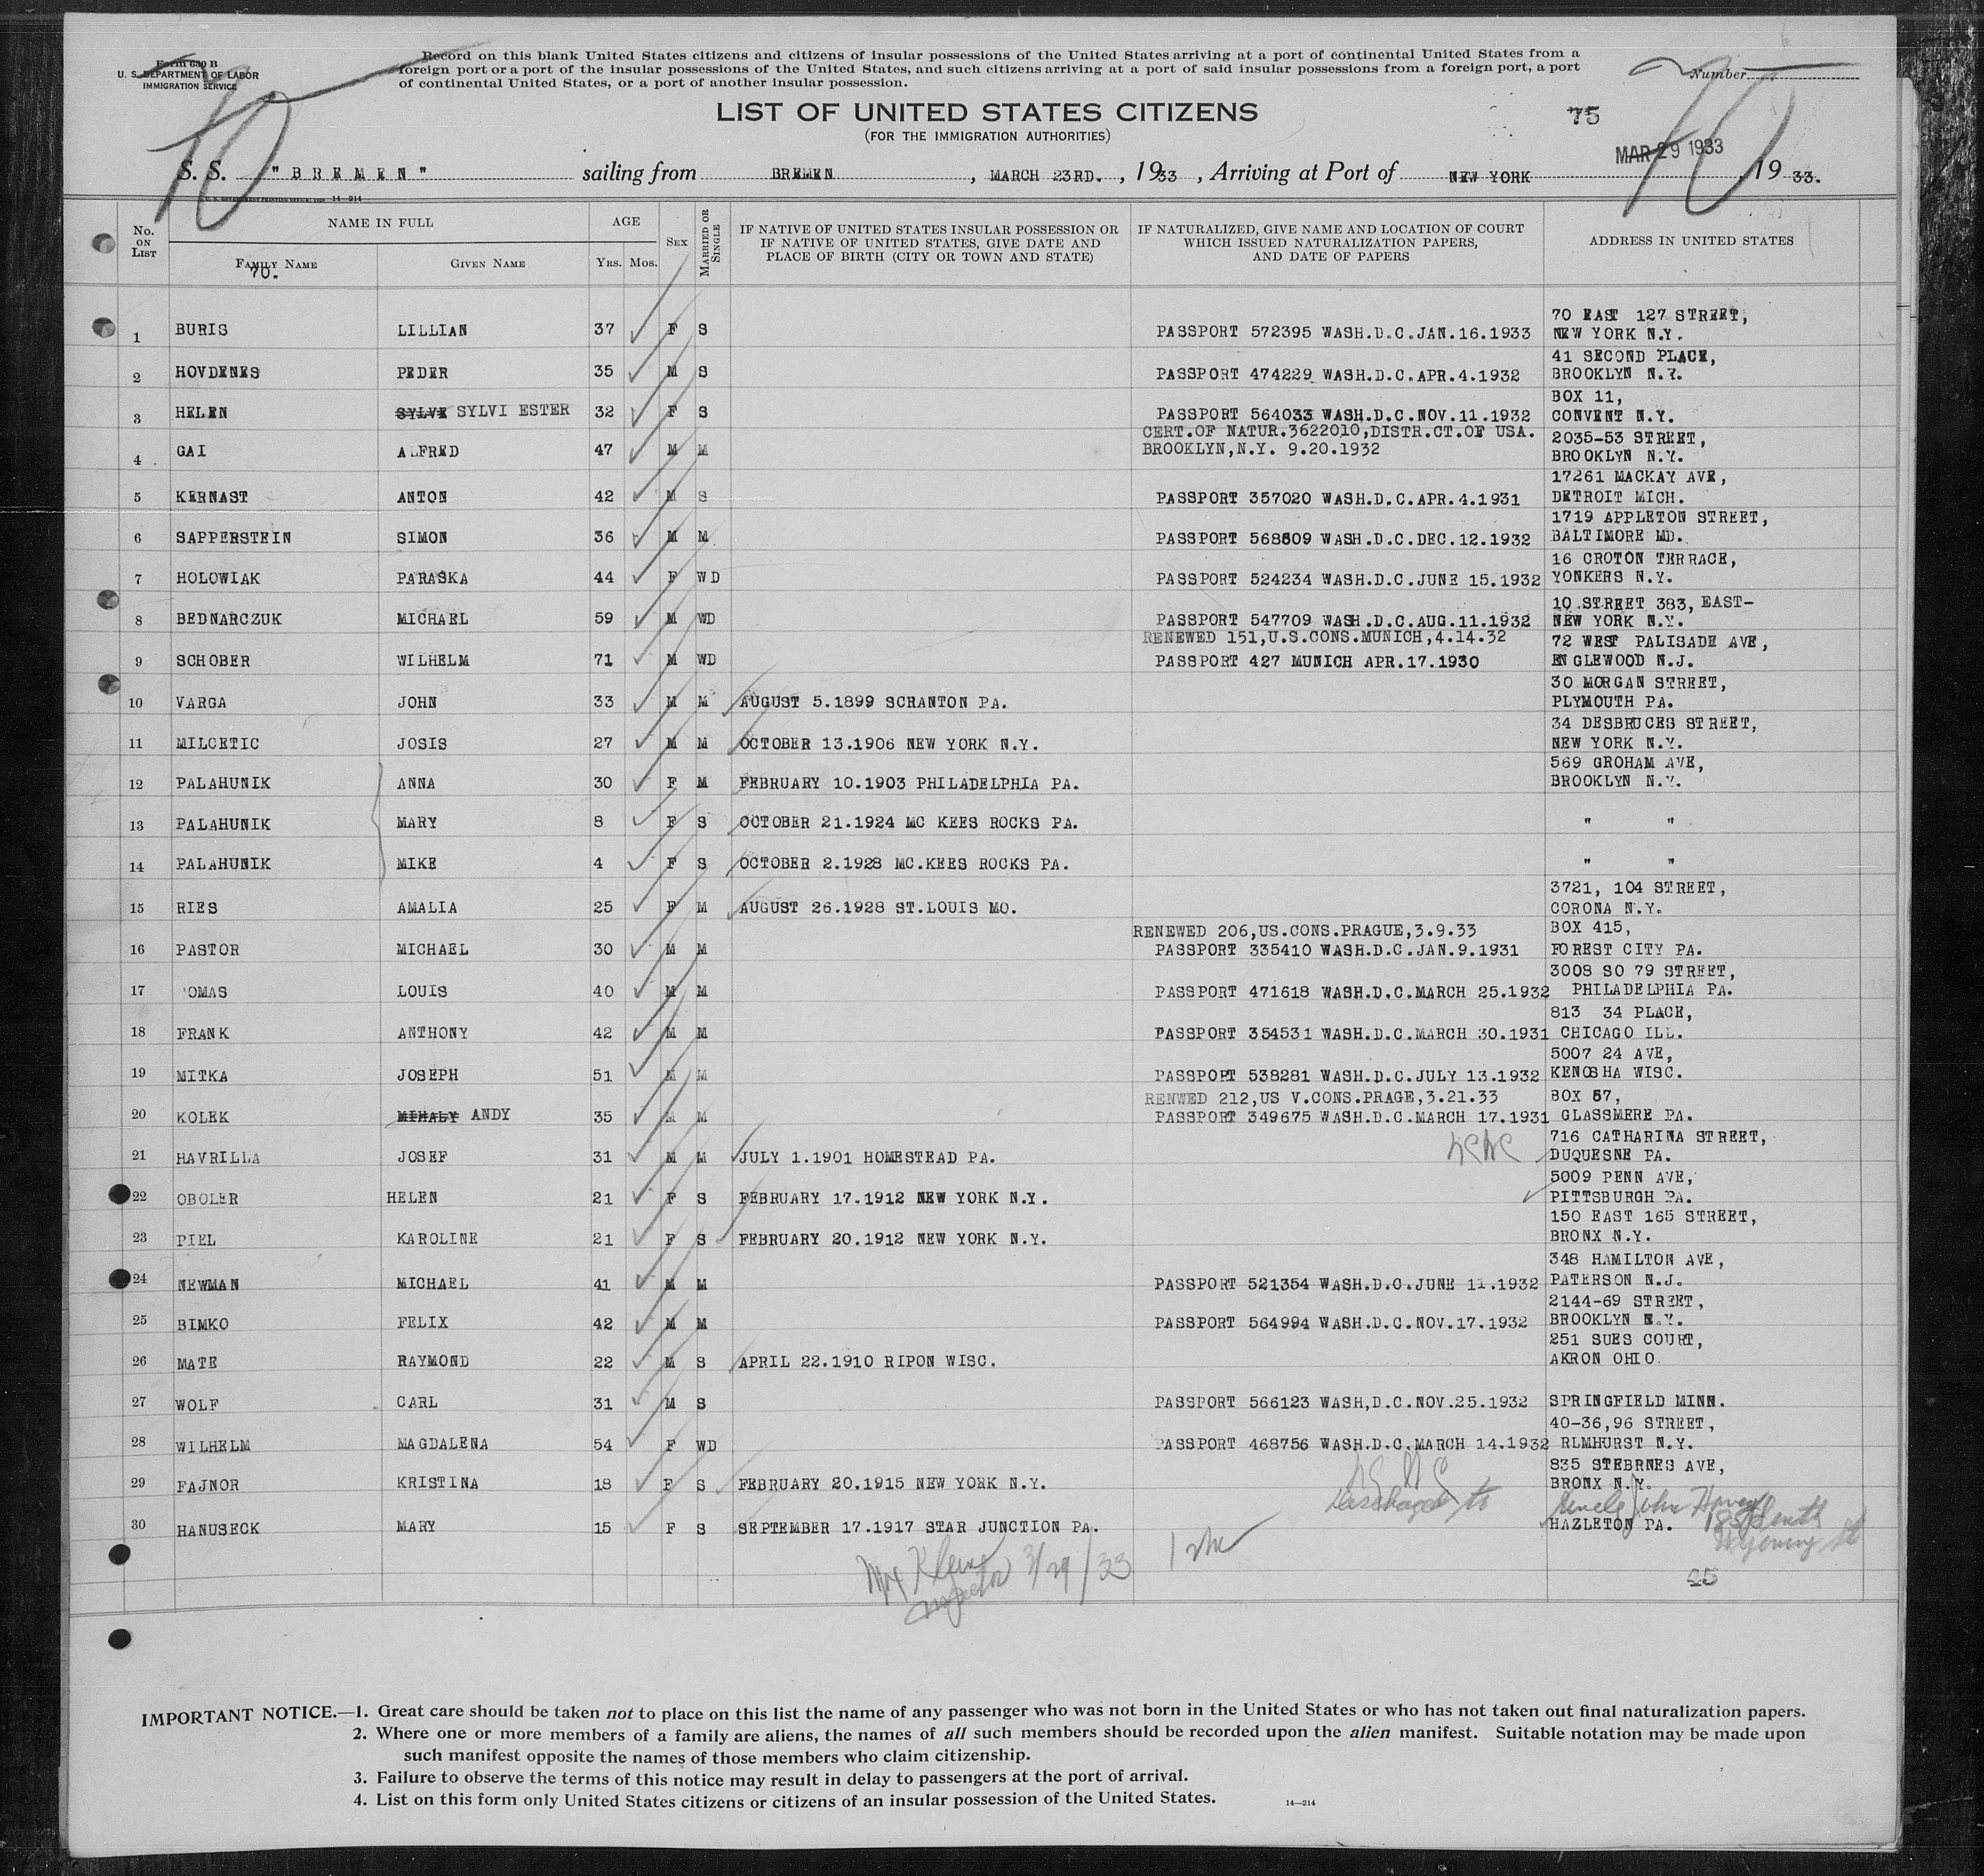 Form 630 B
U. S. DEPARTMENT OF LABOR
IMMIGRATION SERVICE
Record on this blank United States citizens and citizens of insular possessions of the United States arriving at a port of continental United States from a
foreign port or a port of the insular possessions of the United States, and such citizens arriving at a port of said insular possessions from a foreign port, a port
of continental United States, or a port of another insular possession.
Number
70
70
LIST OF UNITED STATES CITIZENS
(FOR THE IMMIGRATION AUTHORITIES)
75
MAR 29 1933
S. S. "BREMEN" sailing from BREMEN, MARCH 23RD., 1933, Arriving at Port of NEW YORK 1933.
14-214
No. ON LIST
NAME IN FULL
FAMILY NAME
70.
GIVEN NAME
AGE
YRS. MOS.
SEX
MARRIED OR SINGLE
IF NATIVE OF UNITED STATES INSULAR POSSESSION OR
IF NATIVE OF UNITED STATES, GIVE DATE AND
PLACE OF BIRTH (CITY OR TOWN AND STATE)
IF NATURALIZED, GIVE NAME AND LOCATION OF COURT
WHICH ISSUED NATURALIZATION PAPERS,
AND DATE OF PAPERS
ADDRESS IN UNITED STATES
70 EAST 127 STREET,
1 BURIS LILLIAN 37 F S PASSPORT 572395 WASH.D.C.JAN.16.1933 NEW YORK N.Y.
41 SECOND PLACE,
2 HOVDENES PEDER 35 M S PASSPORT 474229 WASH.D.C.APR.4.1932 BROOKLYN N.Y.
BOX 11,
3 HELEN SYLVE SYLVI ESTER 32 F S PASSPORT 564033 WASH.D.C.NOV.11.1932 CONVENT N.Y.
CERT.OF NATUR.3622010,DISTR.CT.OF USA. 2035-53 STREET,
4 GAI ALFRED 47 M M BROOKLYN,N.Y. 9.20.1932 BROOKLYN N.Y.
17261 MACKAY AVE,
5 KERNAST ANTON 42 M S PASSPORT 357020 WASH.D.C.APR.4.1931 DETROIT MICH.
1719 APPLETON STREET,
6 SAPPERSTEIN SIMON 36 M M PASSPORT 568809 WASH.D.C.DEC.12.1932 BALTIMORE MD.
16 CROTON TERRACE,
7 HOLOWIAK PARASKA 44 F WD PASSPORT 524234 WASH.D.C.JUNE 15.1932 YONKERS N.Y.
10 STREET 383, EAST-
8 BEDNARCZUK MICHAEL 59 M WD PASSPORT 547709 WASH.D.C.AUG.11.1932 NEW YORK N.Y.
RENEWED 151,U.S.CONS.MUNICH,4.14.32 72 WEST PALISADE AVE,
9 SCHOBER WILHELM 71 M WD PASSPORT 427 MUNICH APR.17.1930 ENGLEWOOD N.J.
30 MORGAN STREET,
10 VARGA JOHN 33 M M AUGUST 5.1899 SCRANTON PA. PLYMOUTH PA.
34 DESBRUCES STREET,
11 MILCETIC JOSIS 27 M M OCTOBER 13.1906 NEW YORK N.Y. NEW YORK N.Y.
569 GROHAM AVE,
12 PALAHUNIK ANNA 30 F M FEBRUARY 10.1903 PHILADELPHIA PA. BROOKLYN N.Y.
13 PALAHUNIK MARY 8 F S OCTOBER 21.1924 MC KEES ROCKS PA. " "
14 PALAHUNIK MIKE 4 F S OCTOBER 2.1928 MC.KEES ROCKS PA. " "
3721, 104 STREET,
15 RIES AMALIA 25 F M AUGUST 26.1928 ST.LOUIS MO. CORONA N.Y.
RENEWED 206,US.CONS.PRAGUE,3.9.33 BOX 415,
16 PASTOR MICHAEL 30 M M PASSPORT 335410 WASH.D.C.JAN.9.1931 FOREST CITY PA.
3008 SO 79 STREET,
17 'OMAS LOUIS 40 M M PASSPORT 471618 WASH.D.C.MARCH 25.1932 PHILADELPHIA PA.
813 34 PLACE,
18 FRANK ANTHONY 42 M M PASSPORT 354531 WASH.D.C.MARCH 30.1931 CHICAGO ILL.
5007 24 AVE,
19 MITKA JOSEPH 51 M M PASSPORT 538281 WASH.D.C.JULY 13.1932 KENOSHA WISC.
RENWED 212,US V.CONS.PRAGE,3.21.33 BOX 57,
20 KOLEK MIHALY ANDY 35 M M PASSPORT 349675 WASH.D.C.MARCH 17.1931 GLASSMERE PA.
716 CATHARINA STREET,
21 HAVRILLA JOSEF 31 M M JULY 1.1901 HOMESTEAD PA. DUQUESNE PA.
5009 PENN AVE,
22 OBOLER HELEN 21 F S FEBRUARY 17.1912 NEW YORK N.Y. PITTSBURGH PA.
150 EAST 165 STREET,
23 PIEL KAROLINE 21 F S FEBRUARY 20.1912 NEW YORK N.Y. BRONX N.Y.
348 HAMILTON AVE,
24 NEWMAN MICHAEL 41 M M PASSPORT 521354 WASH.D.C.JUNE 11.1932 PATERSON N.J.
2144-69 STREET,
25 BIMKO FELIX 42 M M PASSPORT 564994 WASH.D.C.NOV.17.1932 BROOKLYN N.Y.
251 SUES COURT,
26 MATE RAYMOND 22 M S APRIL 22.1910 RIPON WISC. AKRON OHIO
27 WOLF CARL 31 M S PASSPORT 566123 WASH,D.C.NOV.25.1932 SPRINGFIELD MINN.
40-36,96 STREET,
28 WILHELM MAGDALENA 54 F WD PASSPORT 468756 WASH.D.C.MARCH 14.1932 RLMHURST N.Y.
835 STEBRNES AVE,
29 FAJNOR KRISTINA 18 F S FEBRUARY 20.1915 NEW YORK N.Y. BRONX N.Y.
Discharged to Uncle John
30 HANUSECK MARY 15 F S SEPTEMBER 17.1917 STAR JUNCTION PA. HAZLETON PA.
Wyoming St
Inspector 3/29/33
45
IMPORTANT NOTICE.—1. Great care should be taken not to place on this list the name of any passenger who was not born in the United States or who has not taken out final naturalization papers.
2. Where one or more members of a family are aliens, the names of all such members should be recorded upon the alien manifest. Suitable notation may be made upon
such manifest opposite the names of those members who claim citizenship.
3. Failure to observe the terms of this notice may result in delay to passengers at the port of arrival.
4. List on this form only United States citizens or citizens of an insular possession of the United States.
14—214